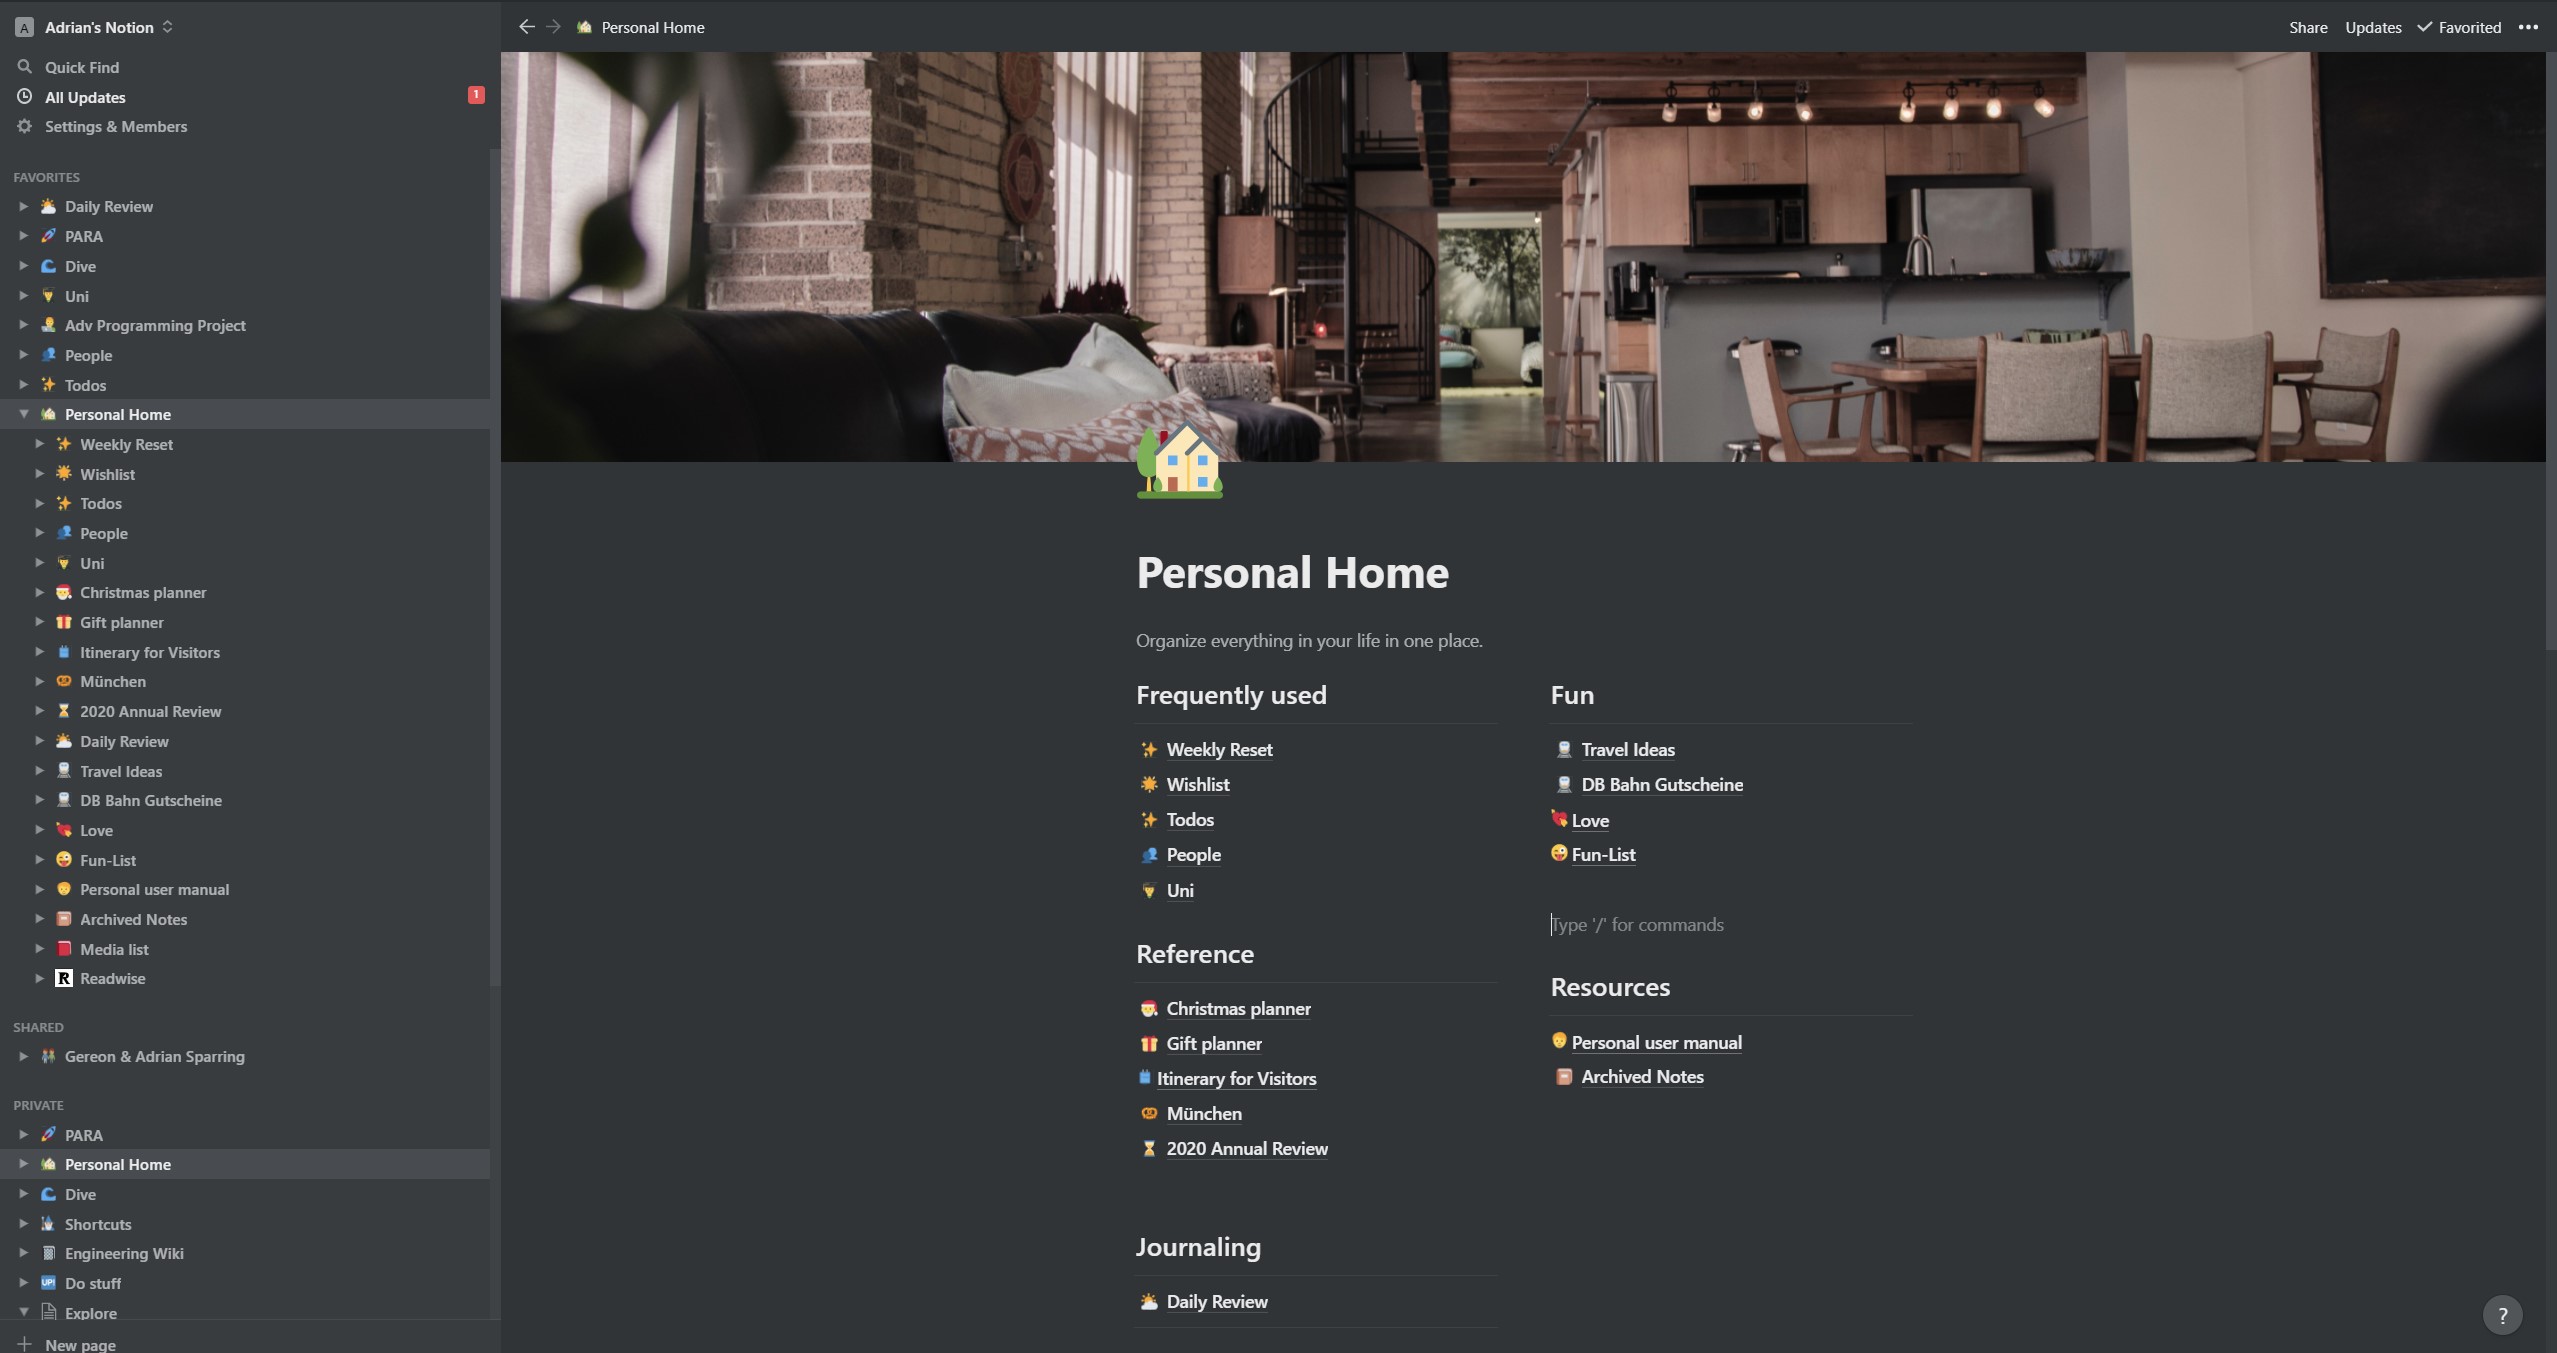 A Adrian's Notion
Quick Find
All Updates 1
Settings & Members
FAVORITES
Daily Review
PARA
Dive
Uni
Adv Programming Project
People
Todos
Personal Home
Weekly Reset
Wishlist
Todos
People
Uni
Christmas planner
Gift planner
Itinerary for Visitors
München
2020 Annual Review
Daily Review
Travel Ideas
DB Bahn Gutscheine
Love
Fun-List
Personal user manual
Archived Notes
Media list
R Readwise
SHARED
Gereon & Adrian Sparring
PRIVATE
PARA
Personal Home
Dive
Shortcuts
Engineering Wiki
UP! Do stuff
Explore
New page
Personal Home
Share Updates Favorited
Personal Home
Organize everything in your life in one place.
Frequently used
Weekly Reset
Wishlist
Todos
People
Uni
Reference
Christmas planner
Gift planner
Itinerary for Visitors
München
2020 Annual Review
Journaling
Daily Review
Fun
Travel Ideas
DB Bahn Gutscheine
Love
Fun-List
Type '/' for commands
Resources
Personal user manual
Archived Notes
?